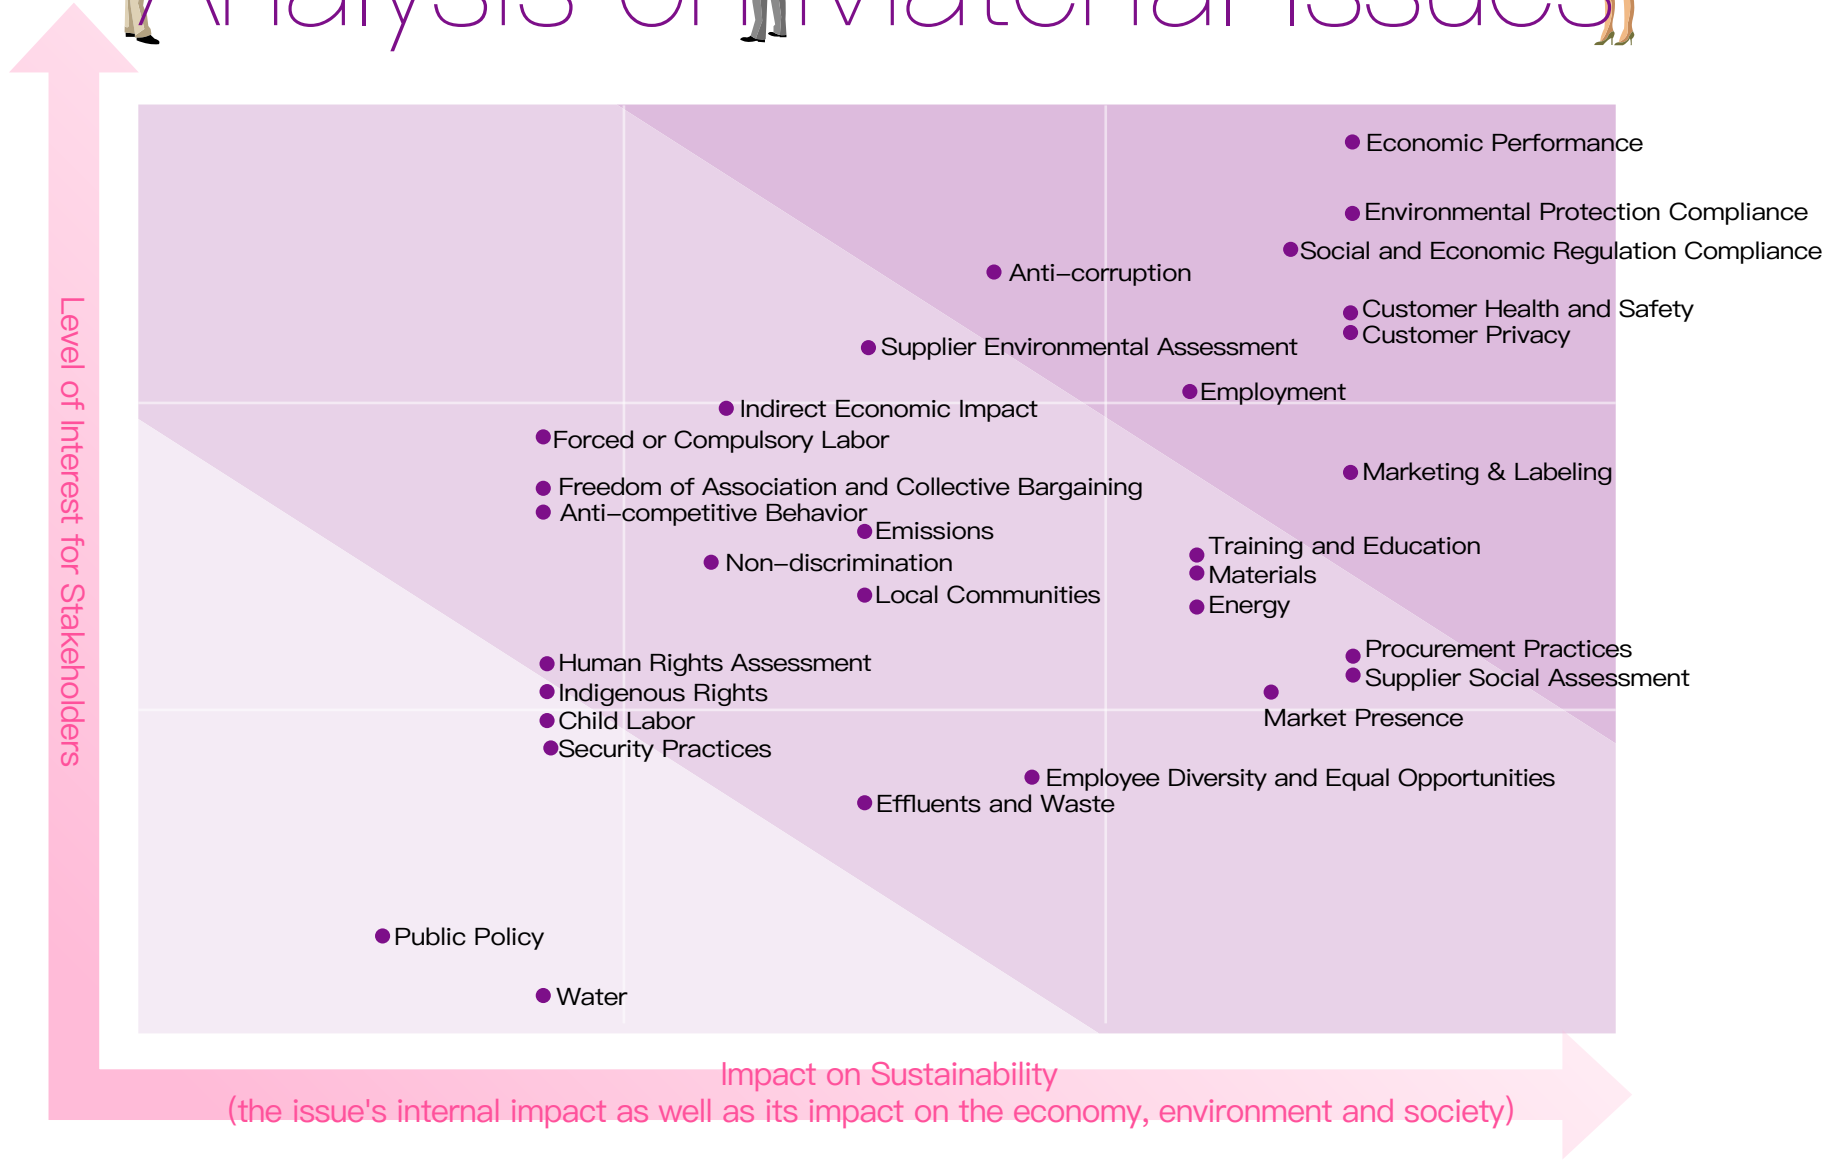 Analysis on Material Issues
Economic Performance
Environmental Protection Compliance
Social and Economic Regulation Compliance
Anti–corruption
Customer Health and Safety
Customer Privacy
Supplier Environmental Assessment
Employment
Indirect Economic Impact
Forced or Compulsory Labor
Marketing & Labeling
Freedom of Association and Collective Bargaining
Anti–competitive Behavior
Emissions
Training and Education
Non–discrimination
Materials
Local Communities
Energy
Procurement Practices
Human Rights Assessment
Supplier Social Assessment
Indigenous Rights
Market Presence
Child Labor
Security Practices
Employee Diversity and Equal Opportunities
Effluents and Waste
Public Policy
Water
Level of Interest for Stakeholders
Impact on Sustainability
(the issue's internal impact as well as its impact on the economy, environment and society)